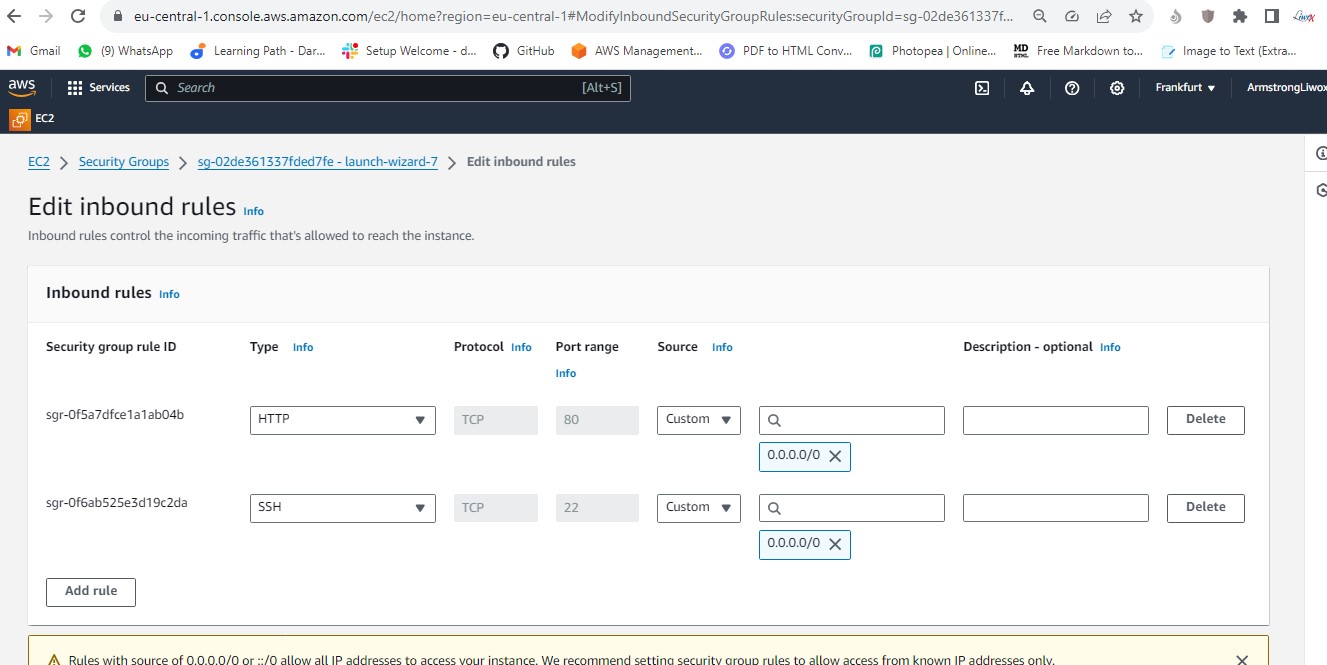 eu-central-1.console.aws.amazon.com/ec2/home?region=eu-central-1#ModifyInboundSecurityGroupRules:securityGroupId=sg-02de361337f...
Gmail (9) WhatsApp Learning Path - Dar... Setup Welcome - d... GitHub AWS Management... PDF to HTML Conv... Photopea | Online... MD Free Markdown to... Image to Text (Extra...
aws Services Search [Alt+S] Frankfurt ArmstrongLiwox
EC2
EC2 Security Groups sg-02de361337fded7fe - launch-wizard-7 Edit inbound rules
Edit inbound rules Info
Inbound rules control the incoming traffic that's allowed to reach the instance.
Inbound rules Info
Security group rule ID Type Info Protocol Info Port range Source Info Description - optional Info
Info
sgr-0f5a7dfce1a1ab04b HTTP TCP 80 Custom Delete
0.0.0.0/0
sgr-0f6ab525e3d19c2da SSH TCP 22 Custom Delete
0.0.0.0/0
Add rule
Rules with source of 0.0.0.0/0 or ::/0 allow all IP addresses to access your instance. We recommend setting security group rules to allow access from known IP addresses only.